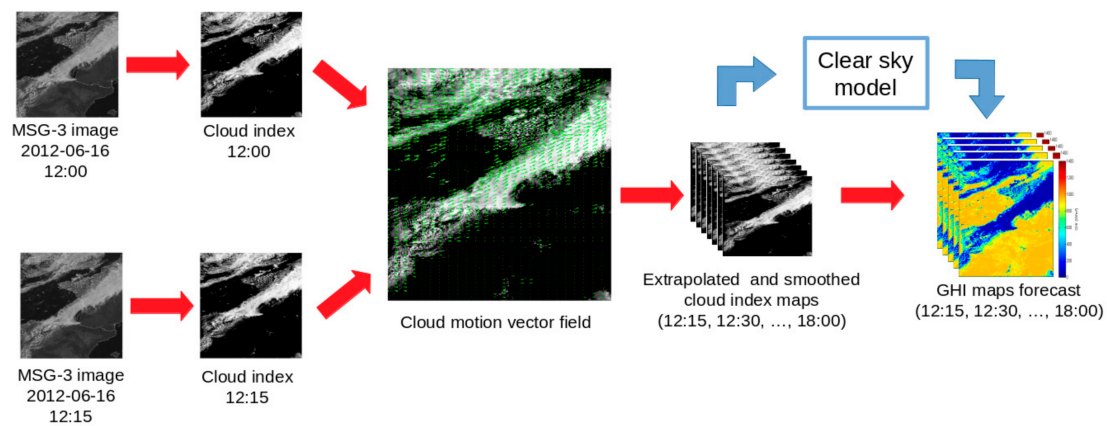 MSG-3 image
2012-06-16
12:00
Cloud index
12:00
MSG-3 image
2012-06-16
12:15
Cloud index
12:15
Cloud motion vector field
Clear sky
model
Extrapolated and smoothed
cloud index maps
(12:15, 12:30, ..., 18:00)
GHI maps forecast
(12:15, 12:30, ..., 18:00)